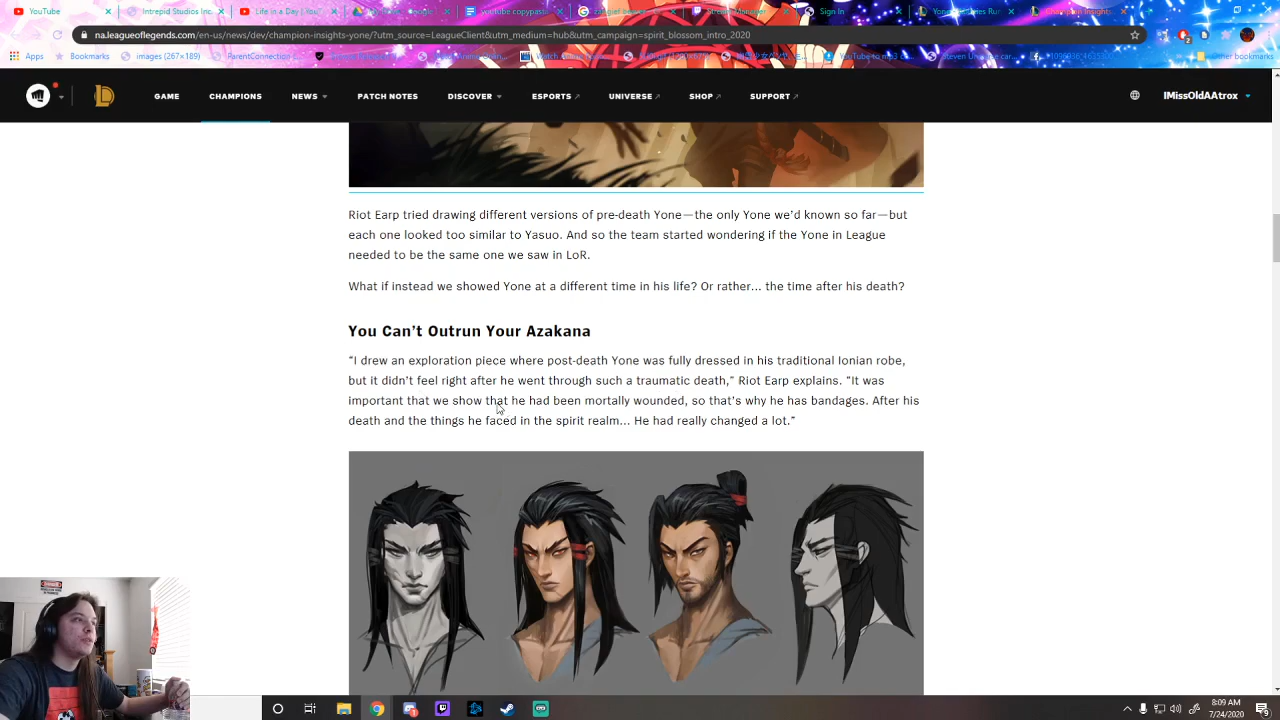 YouTube
Intrepid Studios Inc.
Life in a Day | You
youtube copypast
Sign In
na.leagueoflegends.com/en-us/news/dev/champion-insights-yone/?utm_source=LeagueClient&utm_medium=hub&utm_campaign=spirit_blossom_intro_2020
Apps
Bookmarks
images (267×189)
ParentConnection
Other bookmarks
GAME
CHAMPIONS
NEWS
PATCH NOTES
DISCOVER
ESPORTS
UNIVERSE
SHOP
SUPPORT
IMissOldAAtrox
Riot Earp tried drawing different versions of pre-death Yone—the only Yone we'd known so far—but
each one looked too similar to Yasuo. And so the team started wondering if the Yone in League
needed to be the same one we saw in LoR.
What if instead we showed Yone at a different time in his life? Or rather... the time after his death?
You Can't Outrun Your Azakana
"I drew an exploration piece where post-death Yone was fully dressed in his traditional Ionian robe,
but it didn't feel right after he went through such a traumatic death," Riot Earp explains. "It was
important that we show that he had been mortally wounded, so that's why he has bandages. After his
death and the things he faced in the spirit realm... He had really changed a lot."
8:09 AM
7/24/2020